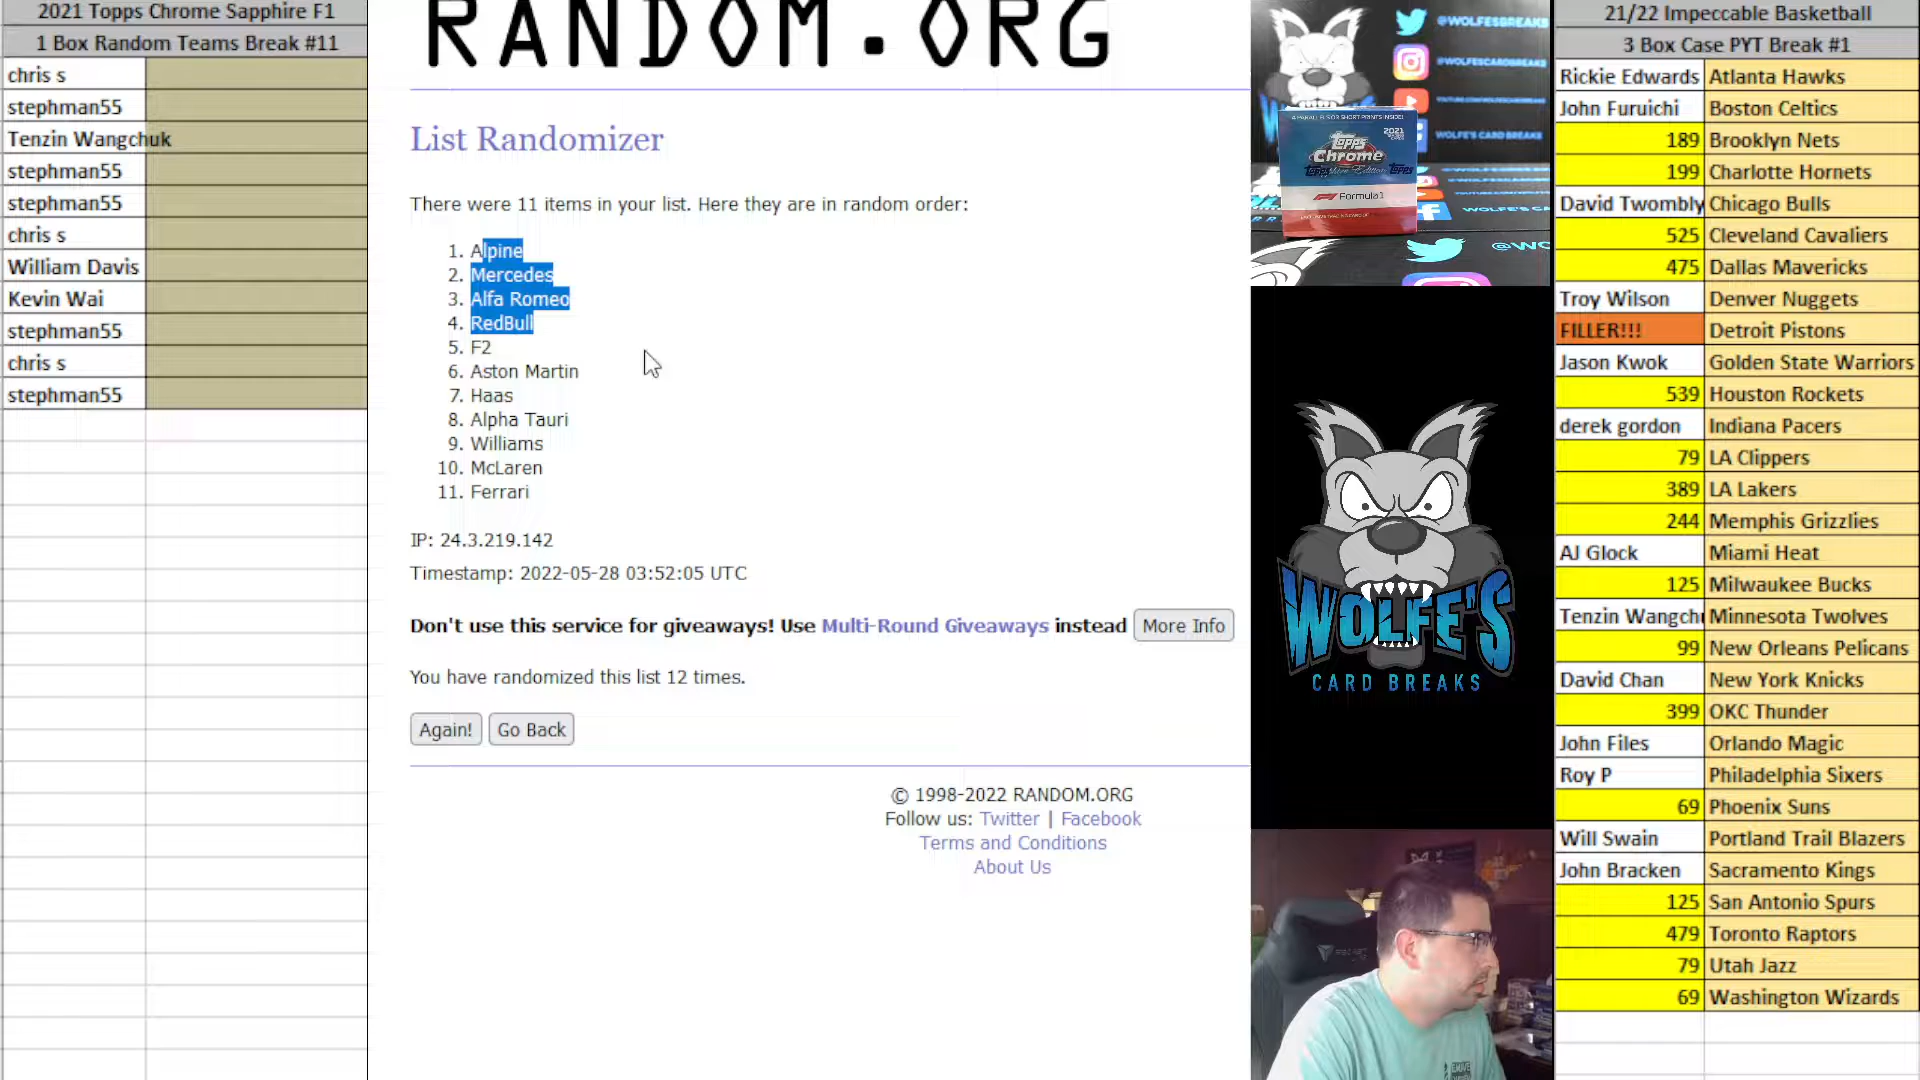 2021 Topps Chrome Sapphire F1
1 Box Random Teams Break #11
chris s
stephman55
Tenzin Wangchuk
stephman55
stephman55
chris s
William Davis
Kevin Wai
stephman55
chris s
stephman55
RANDOM.ORG
List Randomizer
There were 11 items in your list. Here they are in random order:
1. Alpine
2. Mercedes
3. Alfa Romeo
4. RedBull
5. F2
6. Aston Martin
7. Haas
8. Alpha Tauri
9. Williams
10. McLaren
11. Ferrari
IP: 24.3.219.142
Timestamp: 2022-05-28 03:52:05 UTC
Don't use this service for giveaways! Use Multi-Round Giveaways instead More Info
You have randomized this list 12 times.
Again! Go Back
© 1998-2022 RANDOM.ORG
Follow us: Twitter | Facebook
Terms and Conditions
About Us
@WOLFESBREAKS
@WOLFESCARDBREAKS
WOLFE'S CARD BREAKS
2021
Topps
Chrome
Formula 1
@WO
WOLFE'S
CARD BREAKS
21/22 Impeccable Basketball
3 Box Case PYT Break #1
Rickie Edwards Atlanta Hawks
John Furuichi Boston Celtics
189 Brooklyn Nets
199 Charlotte Hornets
David Twombly Chicago Bulls
525 Cleveland Cavaliers
475 Dallas Mavericks
Troy Wilson Denver Nuggets
FILLER!!! Detroit Pistons
Jason Kwok Golden State Warriors
539 Houston Rockets
derek gordon Indiana Pacers
79 LA Clippers
389 LA Lakers
244 Memphis Grizzlies
AJ Glock Miami Heat
125 Milwaukee Bucks
Tenzin Wangch Minnesota Twolves
99 New Orleans Pelicans
David Chan New York Knicks
399 OKC Thunder
John Files Orlando Magic
Roy P Philadelphia Sixers
69 Phoenix Suns
Will Swain Portland Trail Blazers
John Bracken Sacramento Kings
125 San Antonio Spurs
479 Toronto Raptors
79 Utah Jazz
69 Washington Wizards